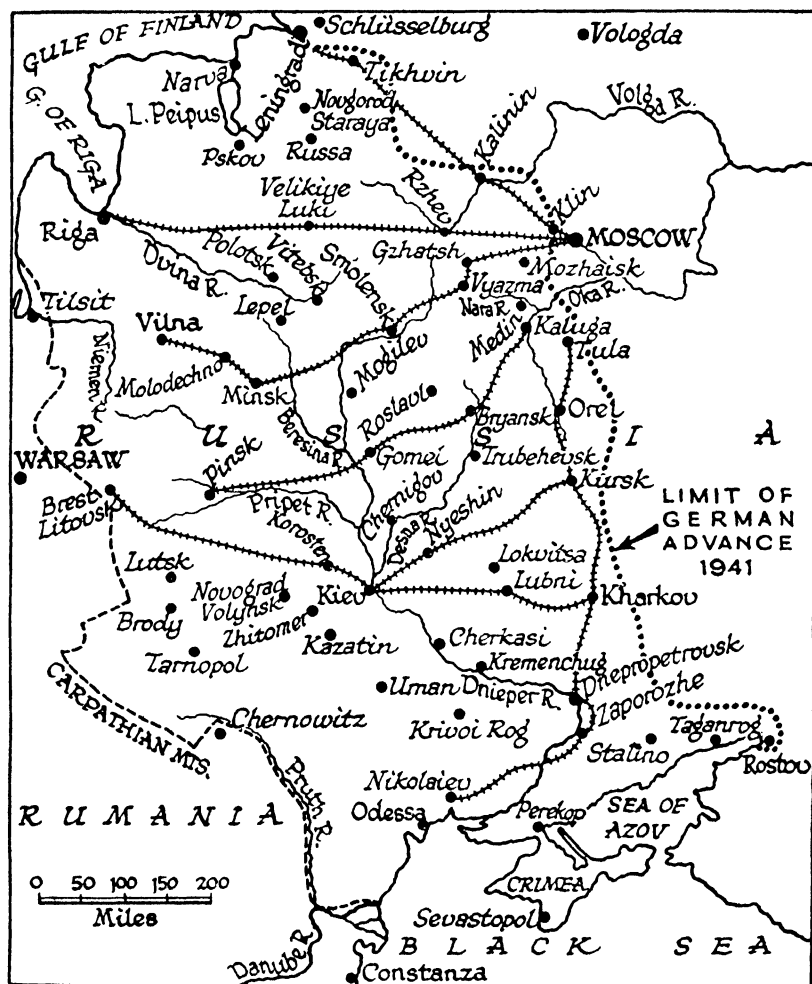 GULF OF FINLAND
Schlüsselburg
Vologda
Narva
Leningrad
Tikhvin
L. Peipus
Novgorod
Staraya
Russa
Volga R.
G. OF RIGA
Pskov
Kalinin
Velikiye
Luki
Rzhev
Klin
Riga
MOSCOW
Dvina R.
Polotsk
Vitebsk
Smolensk
Gzhatsk
Mozhaisk
Vyazma
Oka R.
Tilsit
Lepel
Nara R.
Medin
Kaluga
Vilna
Tula
Niemen R.
Molodechno
Minsk
Mogilev
Roslavl
Beresina R.
Bryansk
Orel
R U S S I A
WARSAW
Pinsk
Gomel
Trubehevsk
Kursk
Brest
Litovsk
Pripet R.
Chernigov
Desna R.
Nyeshin
LIMIT OF
GERMAN
ADVANCE
1941
Korosten
Lutsk
Lokvitsa
Novograd
Volynsk
Kiev
Lubni
Kharkov
Brody
Zhitomer
Kazatin
Cherkasi
Tarnopol
Kremenchug
Dnepropetrovsk
CARPATHIAN MTS.
Uman
Dnieper R.
Zaporozhe
Chernowitz
Krivoi Rog
Stalino
Taganrog
Rostov
Pruth R.
Nikolaiev
RUMANIA
Odessa
Perekop
SEA OF
AZOV
0 50 100 150 200
Miles
CRIMEA
Sevastopol
BLACK SEA
Danube R.
Constanza